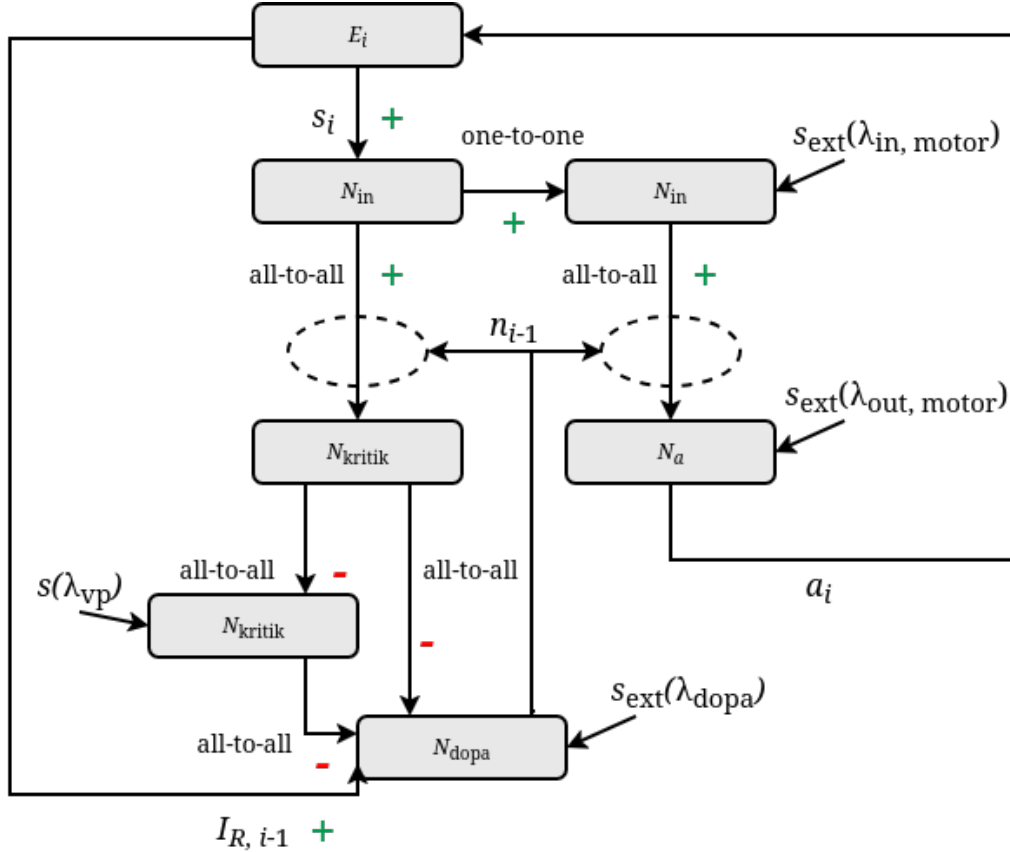 E_i
s_i +
one-to-one
s_ext(λ_in, motor)
N_in
N_in
+
all-to-all +
all-to-all +
n_i-1
s_ext(λ_out, motor)
N_kritik
N_a
all-to-all -
all-to-all
a_i
s(λ_vp)
N_kritik
-
s_ext(λ_dopa)
all-to-all
-
N_dopa
I_R, i-1 +